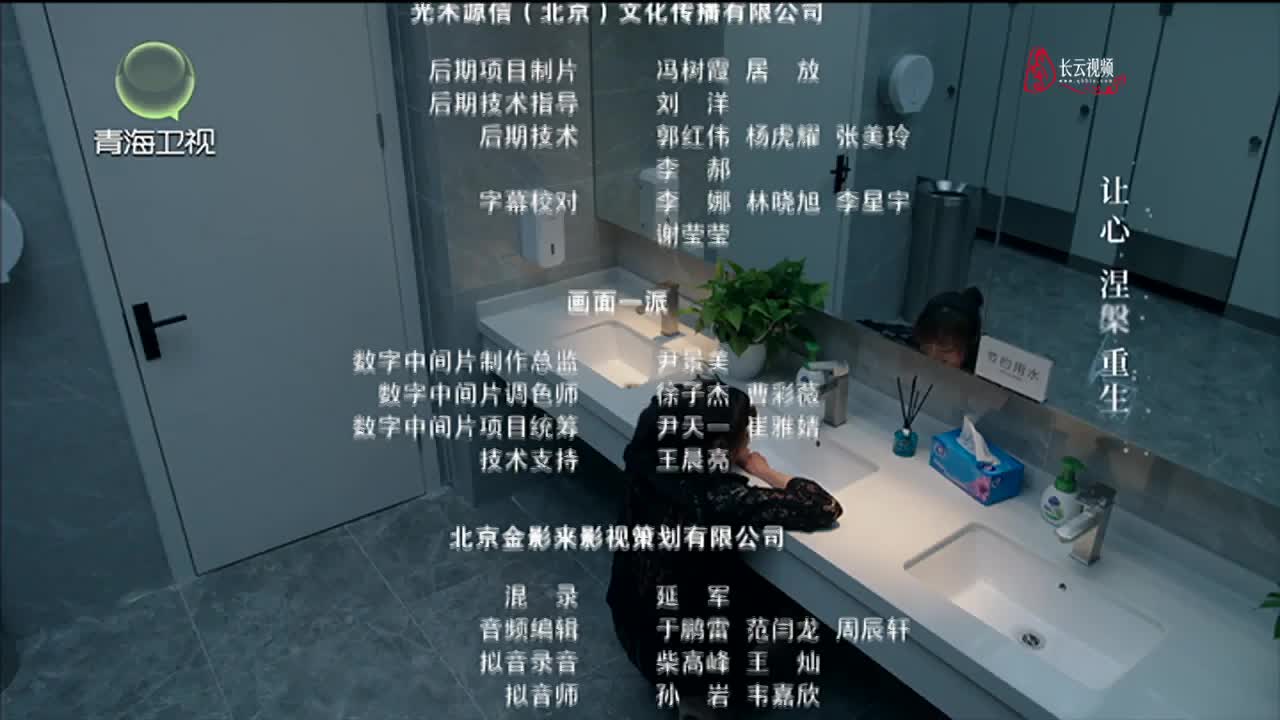 光禾源信（北京）文化传播有限公司
后期项目制片 冯树霞 居 放
后期技术指导 刘 洋
后期技术 郭红伟 杨虎耀 张美玲
李 郝
字幕校对 李 娜 林晓旭 李星宇
谢莹莹
画面一派
数字中间片制作总监 尹景美
数字中间片调色师 徐子杰 曹彩薇
数字中间片项目统筹 尹天一 崔雅婧
技术支持 王晨亮
北京金影来影视策划有限公司
混 录 延 军
音频编辑 于鹏雷 范闫龙 周辰轩
拟音录音 柴高峰 王 灿
拟音师 孙 岩 韦嘉欣
青海卫视
长云视频
让心 涅槃 重生
节约用水